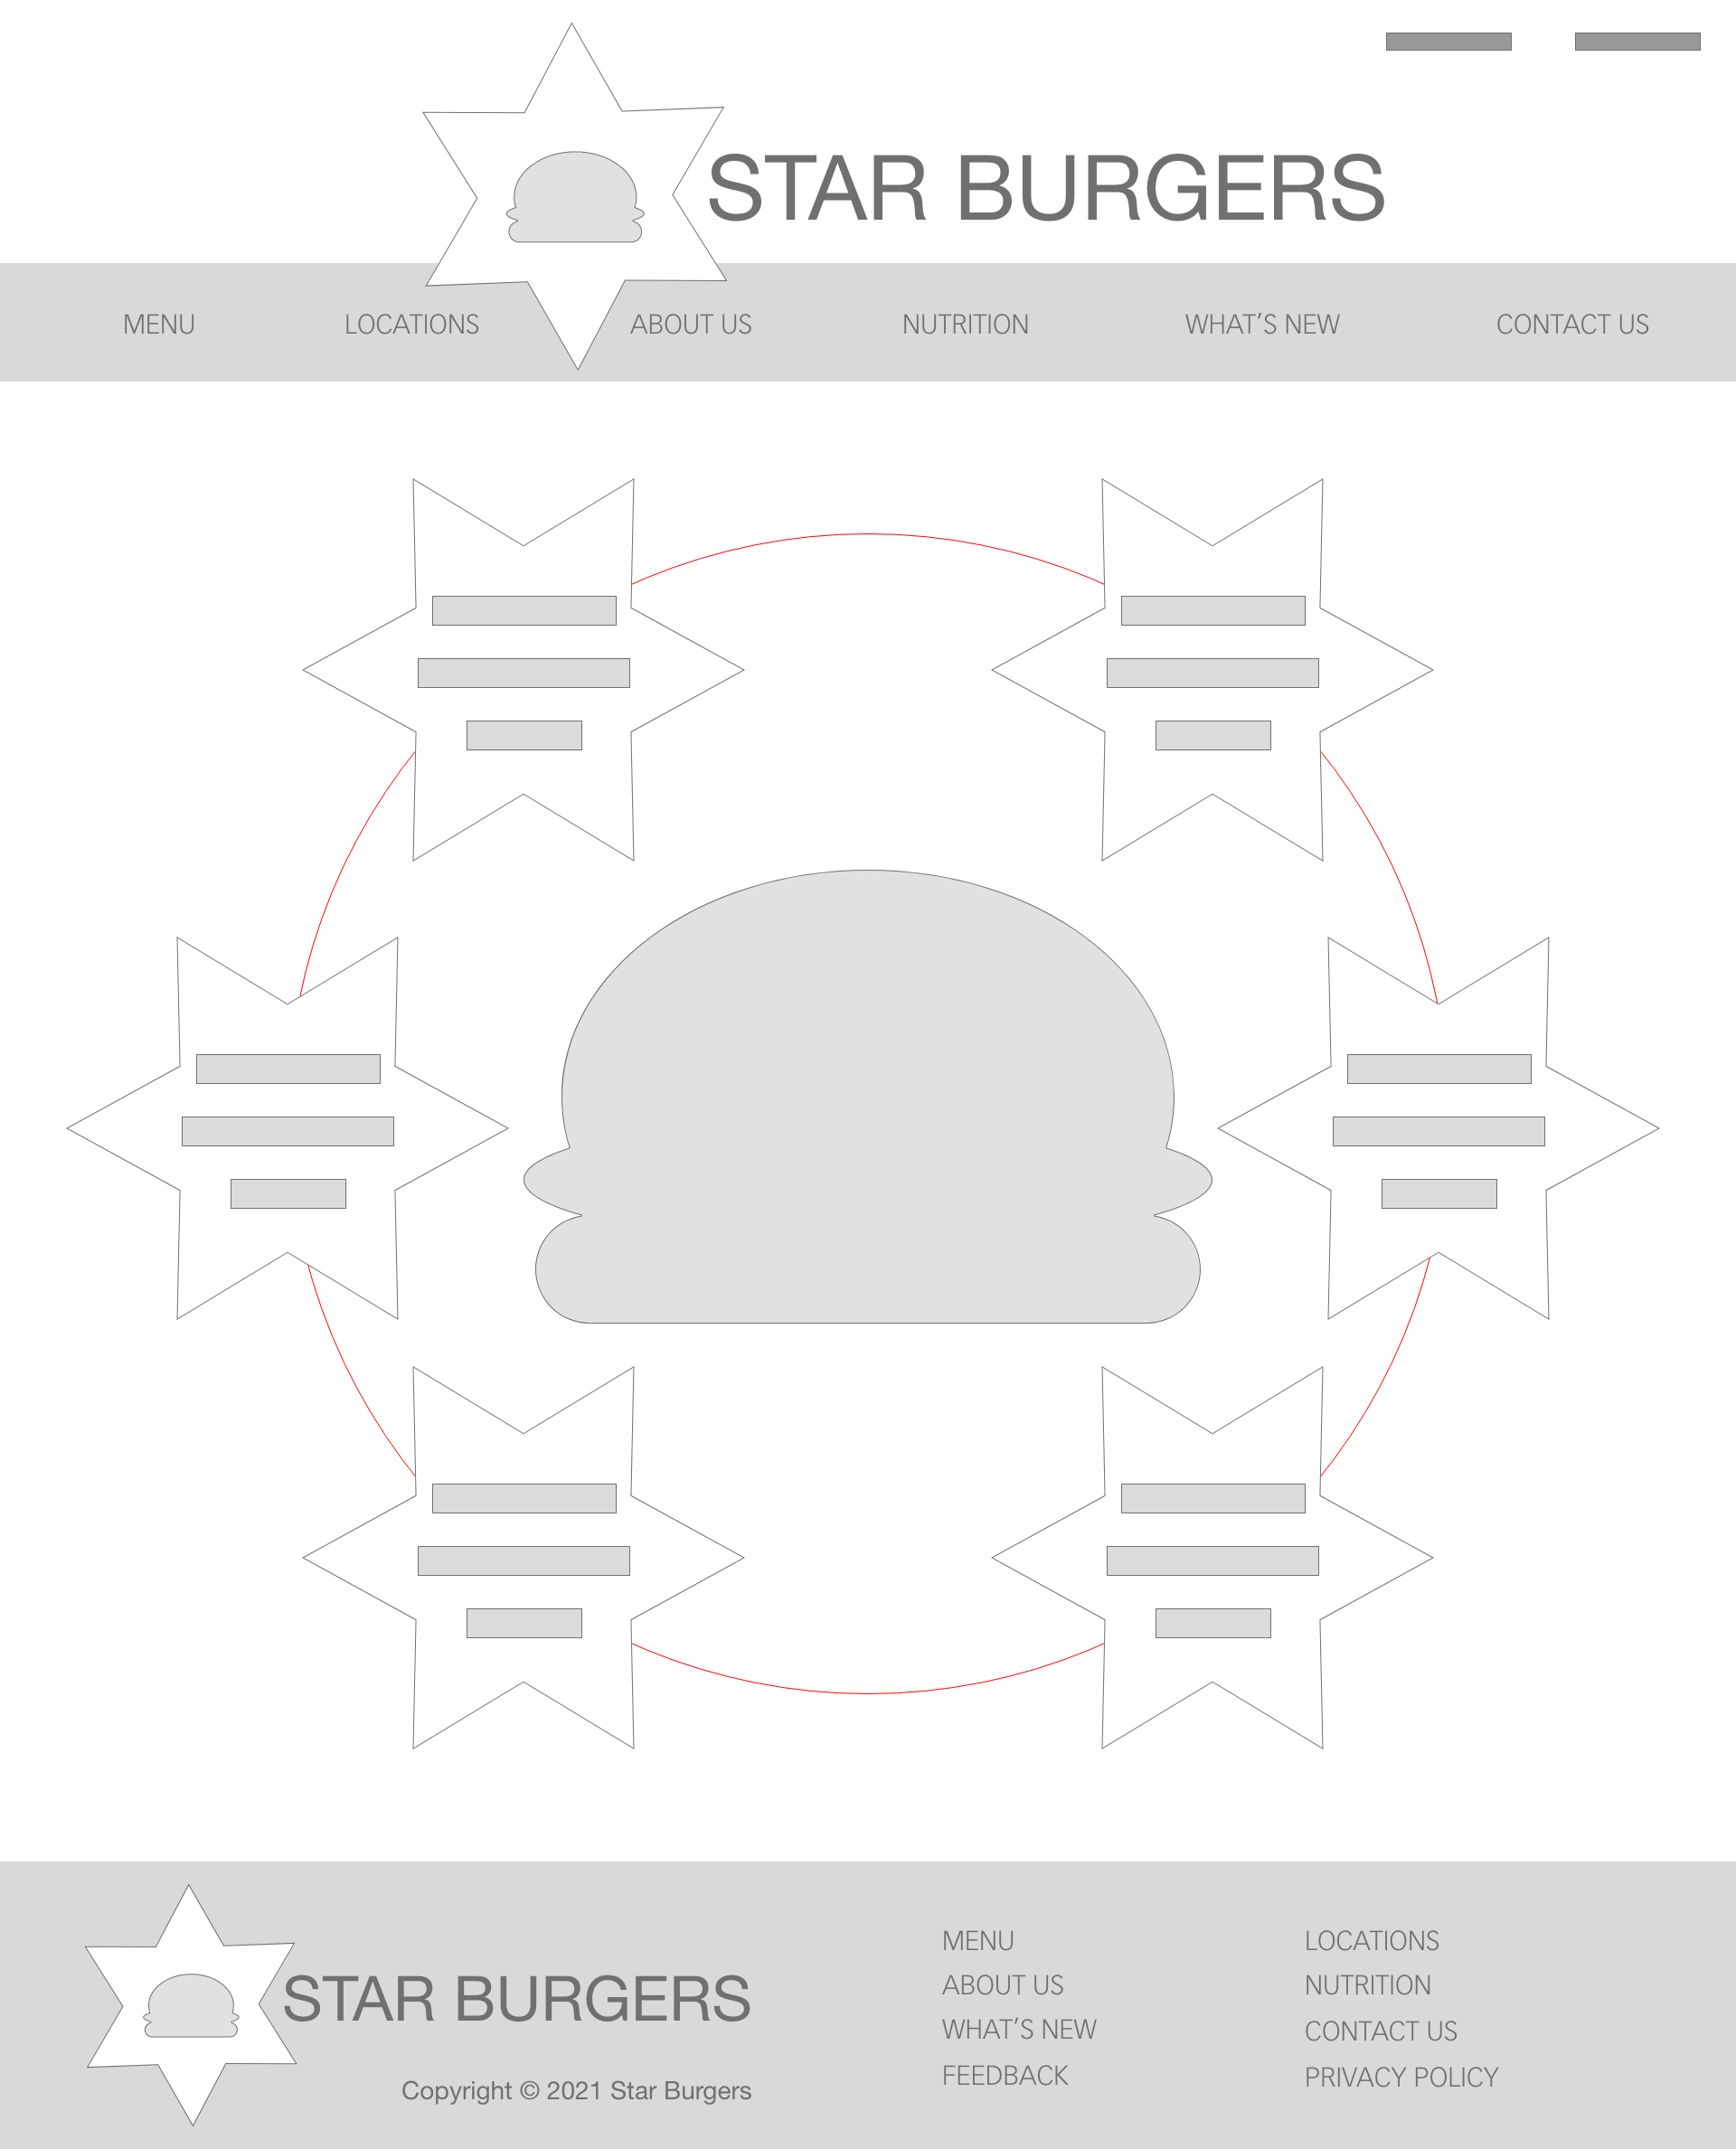 STAR BURGERS
MENU
LOCATIONS
ABOUT US
NUTRITION
WHAT'S NEW
CONTACT US
STAR BURGERS
Copyright © 2021 Star Burgers
MENU
ABOUT US
WHAT'S NEW
FEEDBACK
LOCATIONS
NUTRITION
CONTACT US
PRIVACY POLICY